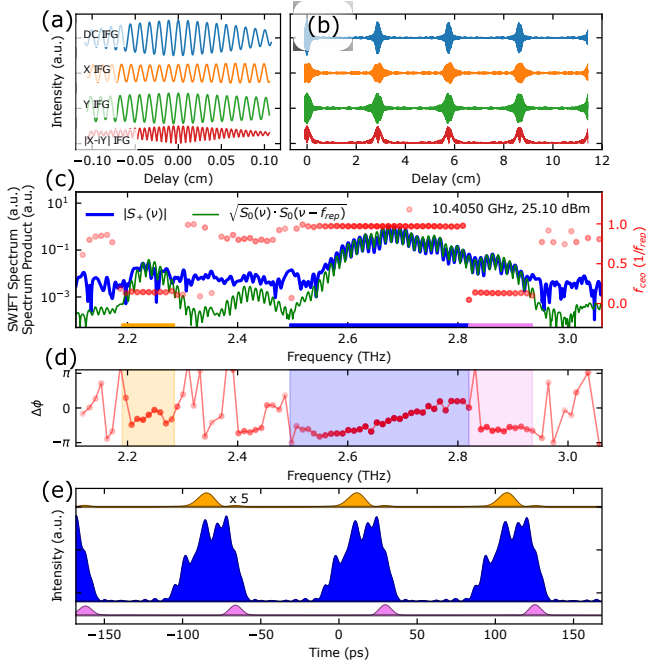 (a)
(b)
Intensity (a.u.)
DC IFG
X IFG
Y IFG
|X-iY| IFG
−0.10 −0.05 0.00 0.05 0.10
Delay (cm)
0 2 4 6 8 10 12
Delay (cm)
(c)
SWIFT Spectrum (a.u.)
Spectrum Product (a.u.)
10¹
10⁻¹
10⁻³
|S₊(ν)|
√S₀(ν)·S₀(ν−f_rep)
10.4050 GHz, 25.10 dBm
1.0
0.5
0.0
f_ceo (1/f_rep)
2.2 2.4 2.6 2.8 3.0
Frequency (THz)
(d)
Δϕ
π
0
−π
2.2 2.4 2.6 2.8 3.0
Frequency (THz)
(e)
x 5
Intensity (a.u.)
−150 −100 −50 0 50 100 150
Time (ps)